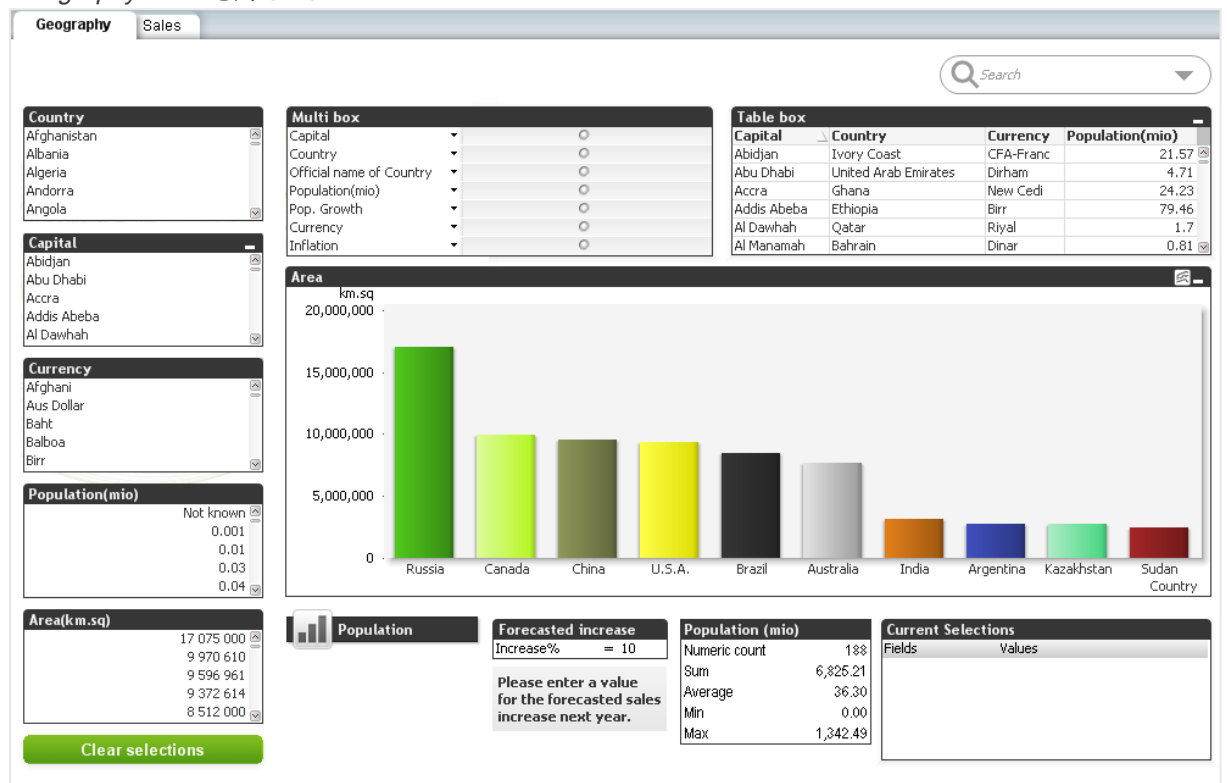 Geography
Sales
Search
Country
Afghanistan
Albania
Algeria
Andorra
Angola
Capital
Abidjan
Abu Dhabi
Accra
Addis Abeba
Al Dawhah
Currency
Afghani
Aus Dollar
Baht
Balboa
Birr
Population(mio)
Not known
0.001
0.01
0.03
0.04
Area(km.sq)
17 075 000
9 970 610
9 596 961
9 372 614
8 512 000
Clear selections
Multi box
Capital
Country
Official name of Country
Population(mio)
Pop. Growth
Currency
Inflation
Table box
Capital Country Currency Population(mio)
Abidjan Ivory Coast CFA-Franc 21.57
Abu Dhabi United Arab Emirates Dirham 4.71
Accra Ghana New Cedi 24.23
Addis Abeba Ethiopia Birr 79.46
Al Dawhah Qatar Riyal 1.7
Al Manamah Bahrain Dinar 0.81
Area
km.sq
20,000,000
15,000,000
10,000,000
5,000,000
0
Russia Canada China U.S.A. Brazil Australia India Argentina Kazakhstan Sudan
Country
Population
Forecasted increase
Increase% = 10
Please enter a value
for the forecasted sales
increase next year.
Population (mio)
Numeric count 188
Sum 6,825.21
Average 36.30
Min 0.00
Max 1,342.49
Current Selections
Fields Values